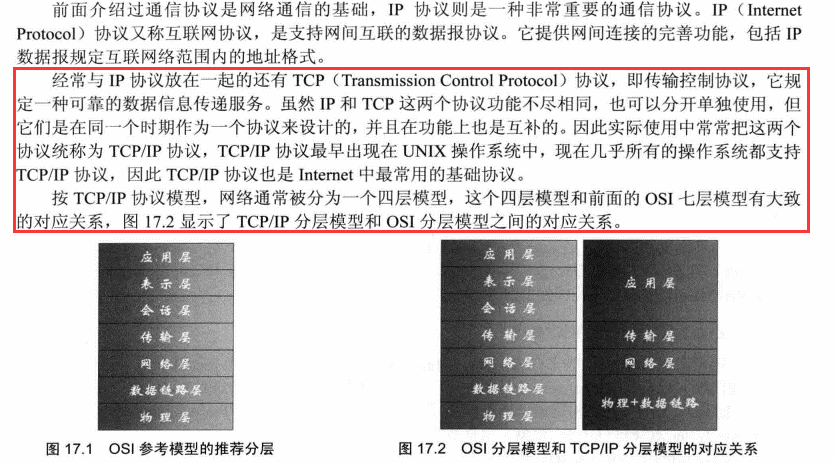 前面介绍过通信协议是网络通信的基础，IP 协议则是一种非常重要的通信协议。IP（Internet
Protocol）协议又称互联网协议，是支持网间互联的数据报协议。它提供网间连接的完善功能，包括 IP
数据报规定互联网络范围内的地址格式。
经常与 IP 协议放在一起的还有 TCP（Transmission Control Protocol）协议，即传输控制协议，它规
定一种可靠的数据信息传递服务。虽然 IP 和 TCP 这两个协议功能不尽相同，也可以分开单独使用，但
它们是在同一个时期作为一个协议来设计的，并且在功能上也是互补的。因此实际使用中常常把这两个
协议统称为 TCP/IP 协议，TCP/IP 协议最早出现在 UNIX 操作系统中，现在几乎所有的操作系统都支持
TCP/IP 协议，因此 TCP/IP 协议也是 Internet 中最常用的基础协议。
按 TCP/IP 协议模型，网络通常被分为一个四层模型，这个四层模型和前面的 OSI 七层模型有大致
的对应关系，图 17.2 显示了 TCP/IP 分层模型和 OSI 分层模型之间的对应关系。
应用层
表示层
会话层
传输层
网络层
数据链路层
物理层
图 17.1 OSI 参考模型的推荐分层
应用层
表示层
会话层
传输层
网络层
数据链路层
物理层
应用层
传输层
网络层
物理+数据链路
图 17.2 OSI 分层模型和 TCP/IP 分层模型的对应关系